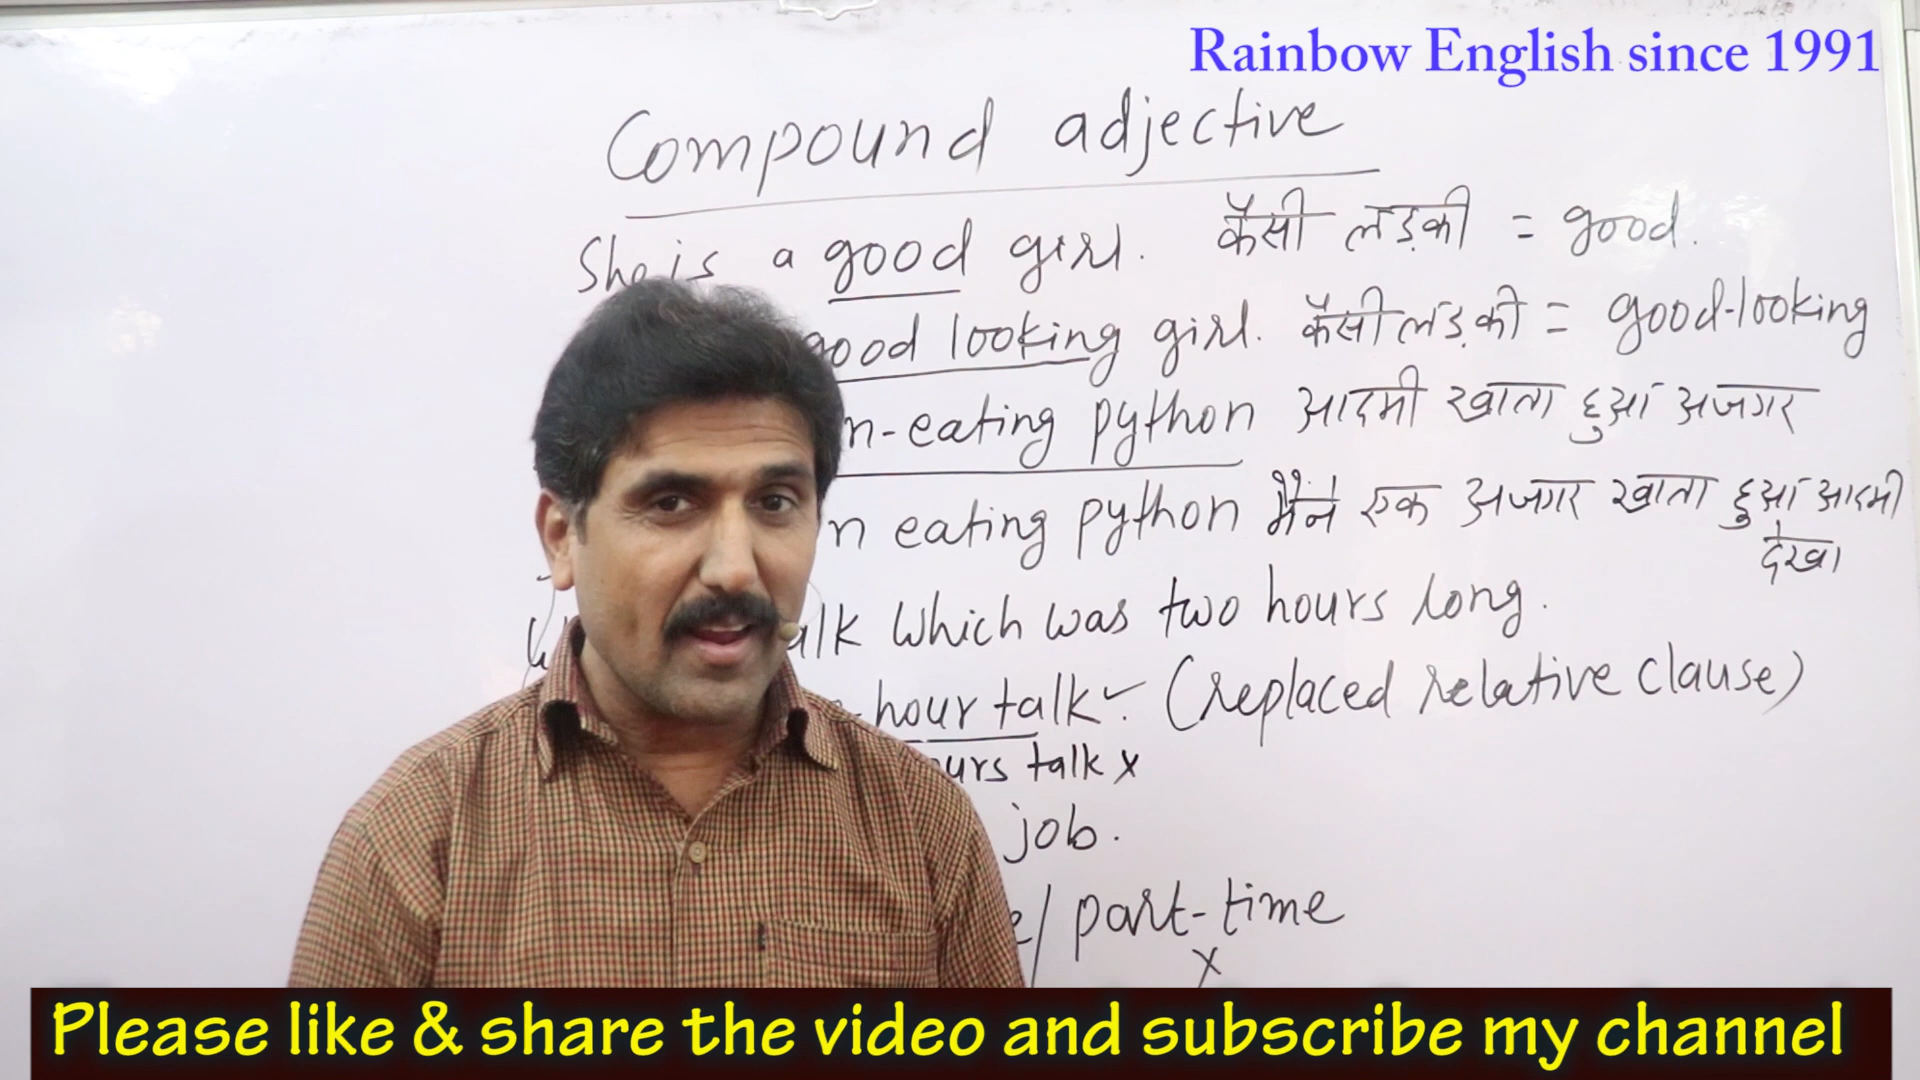 Rainbow English since 1991
Compound adjective
She is a good girl. कैसी लड़की = good.
good looking girl. कैसी लड़की = good-looking
n-eating python आदमी खाता हुआ अजगर
n eating python मैंने एक अजगर खाता हुआ आदमी
देखा
alk which was two hours long.
-hour talk ✓. (replaced relative clause)
ours talk x
job.
e/ part-time
x
Please like & share the video and subscribe my channel